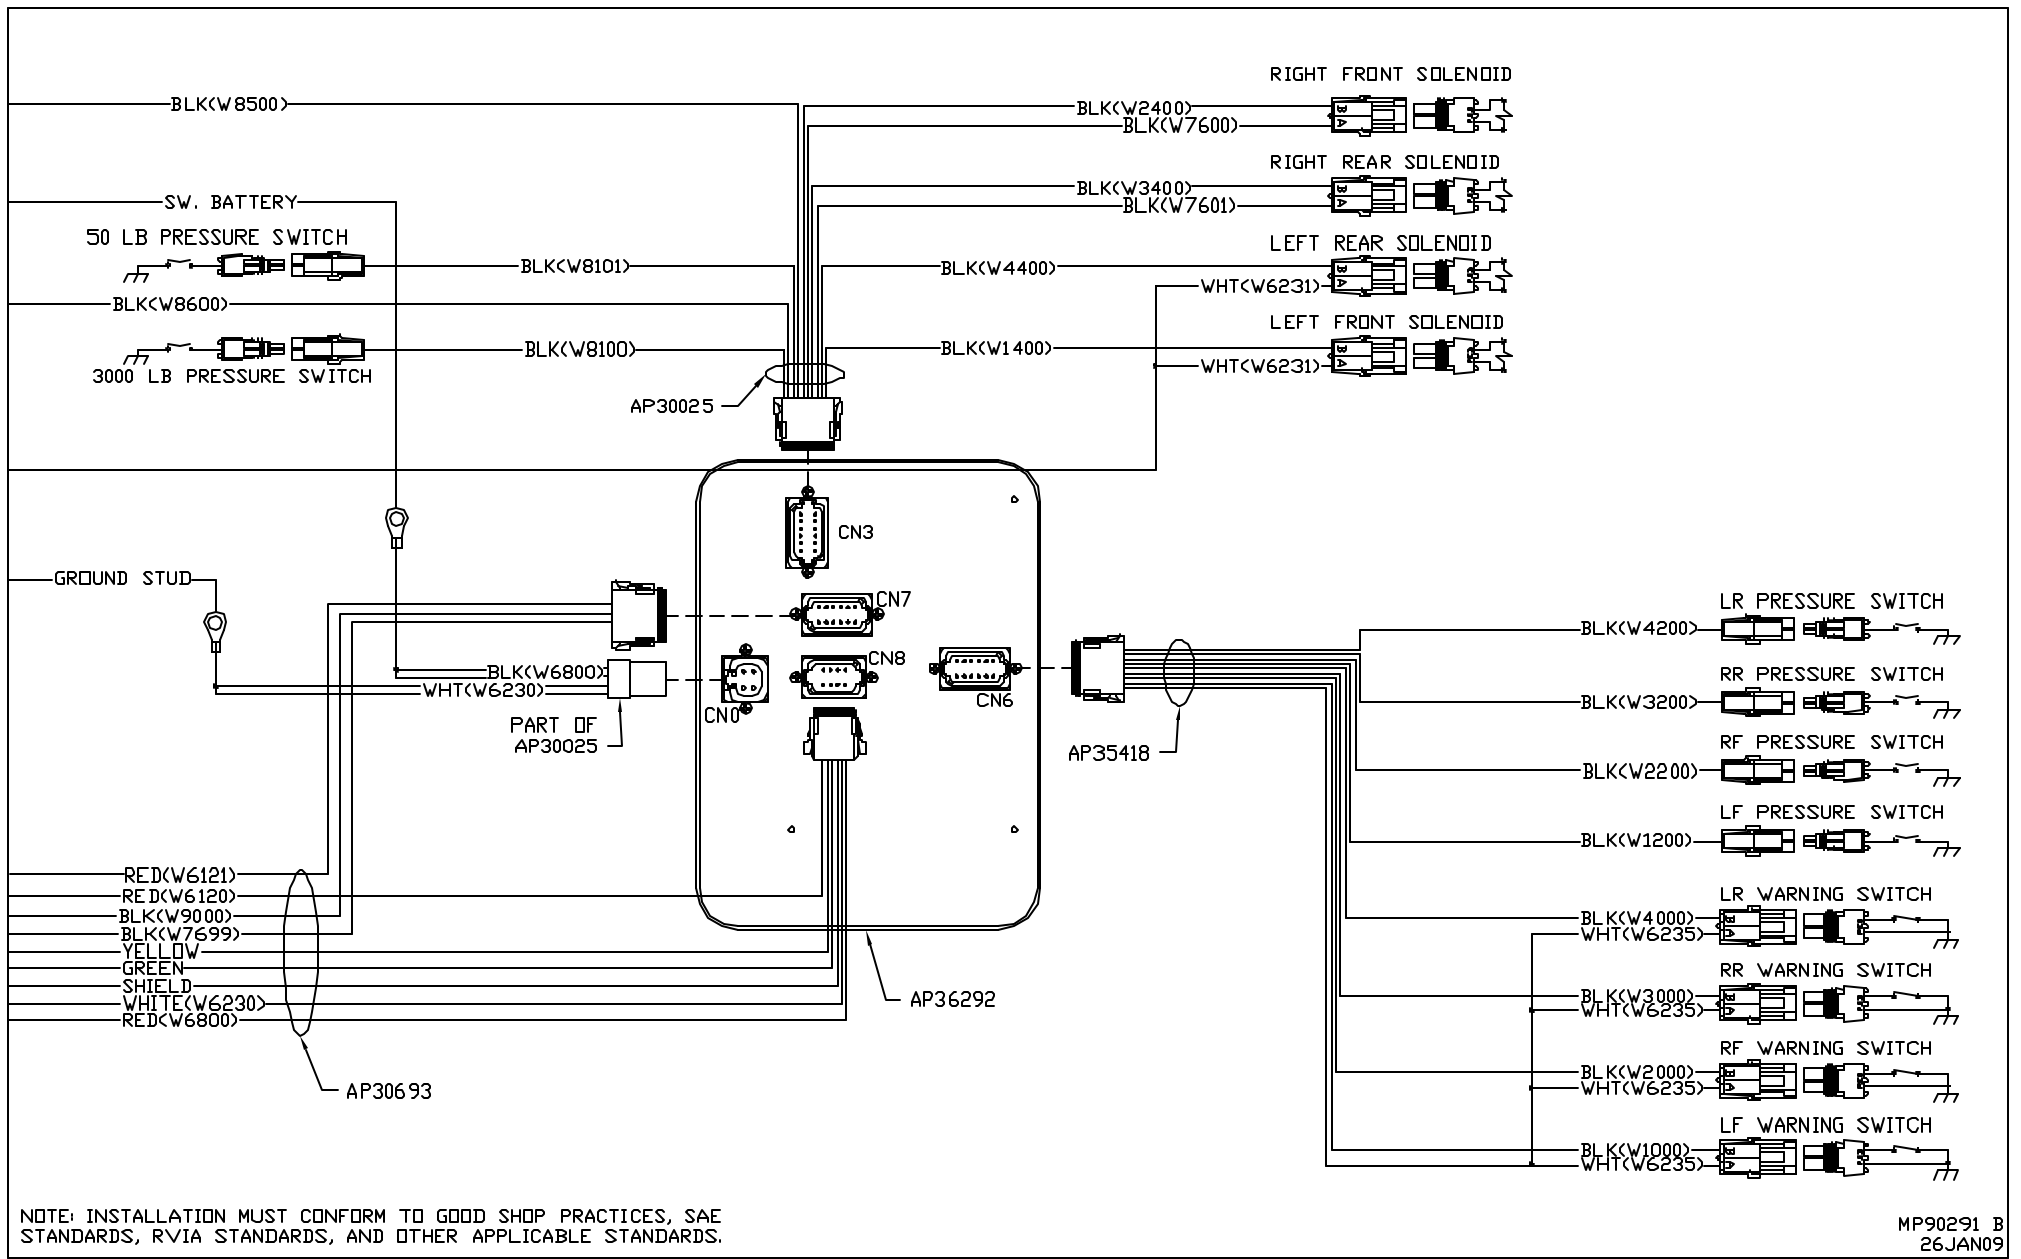 RIGHT FRONT SOLENOID
BLK(W8500)
BLK(W2400)
B
A
BLK(W7600)
RIGHT REAR SOLENOID
BLK(W3400)
B
A
BLK(W7601)
SW. BATTERY
50 LB PRESSURE SWITCH
BLK(W8101)
LEFT REAR SOLENOID
BLK(W4400)
B
A
WHT(W6231)
BLK(W8600)
BLK(W8100)
3000 LB PRESSURE SWITCH
LEFT FRONT SOLENOID
BLK(W1400)
B
A
WHT(W6231)
AP30025
CN3
GROUND STUD
CN7
CN8
CN6
CN0
BLK(W6800)
WHT(W6230)
PART OF
AP30025
AP35418
LR PRESSURE SWITCH
BLK(W4200)
RR PRESSURE SWITCH
BLK(W3200)
RF PRESSURE SWITCH
BLK(W2200)
LF PRESSURE SWITCH
BLK(W1200)
LR WARNING SWITCH
BLK(W4000)
B
A
WHT(W6235)
RR WARNING SWITCH
BLK(W3000)
B
A
WHT(W6235)
RF WARNING SWITCH
BLK(W2000)
B
A
WHT(W6235)
LF WARNING SWITCH
BLK(W1000)
B
A
WHT(W6235)
RED(W6121)
RED(W6120)
BLK(W9000)
BLK(W7699)
YELLOW
GREEN
SHIELD
WHITE(W6230)
RED(W6800)
AP36292
AP30693
NOTE: INSTALLATION MUST CONFORM TO GOOD SHOP PRACTICES, SAE
STANDARDS, RVIA STANDARDS, AND OTHER APPLICABLE STANDARDS.
MP90291 B
26JAN09